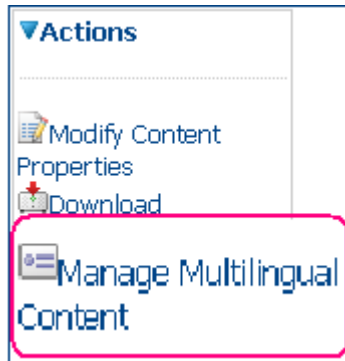 Actions
Modify Content
Properties
Download
Manage Multilingual
Content